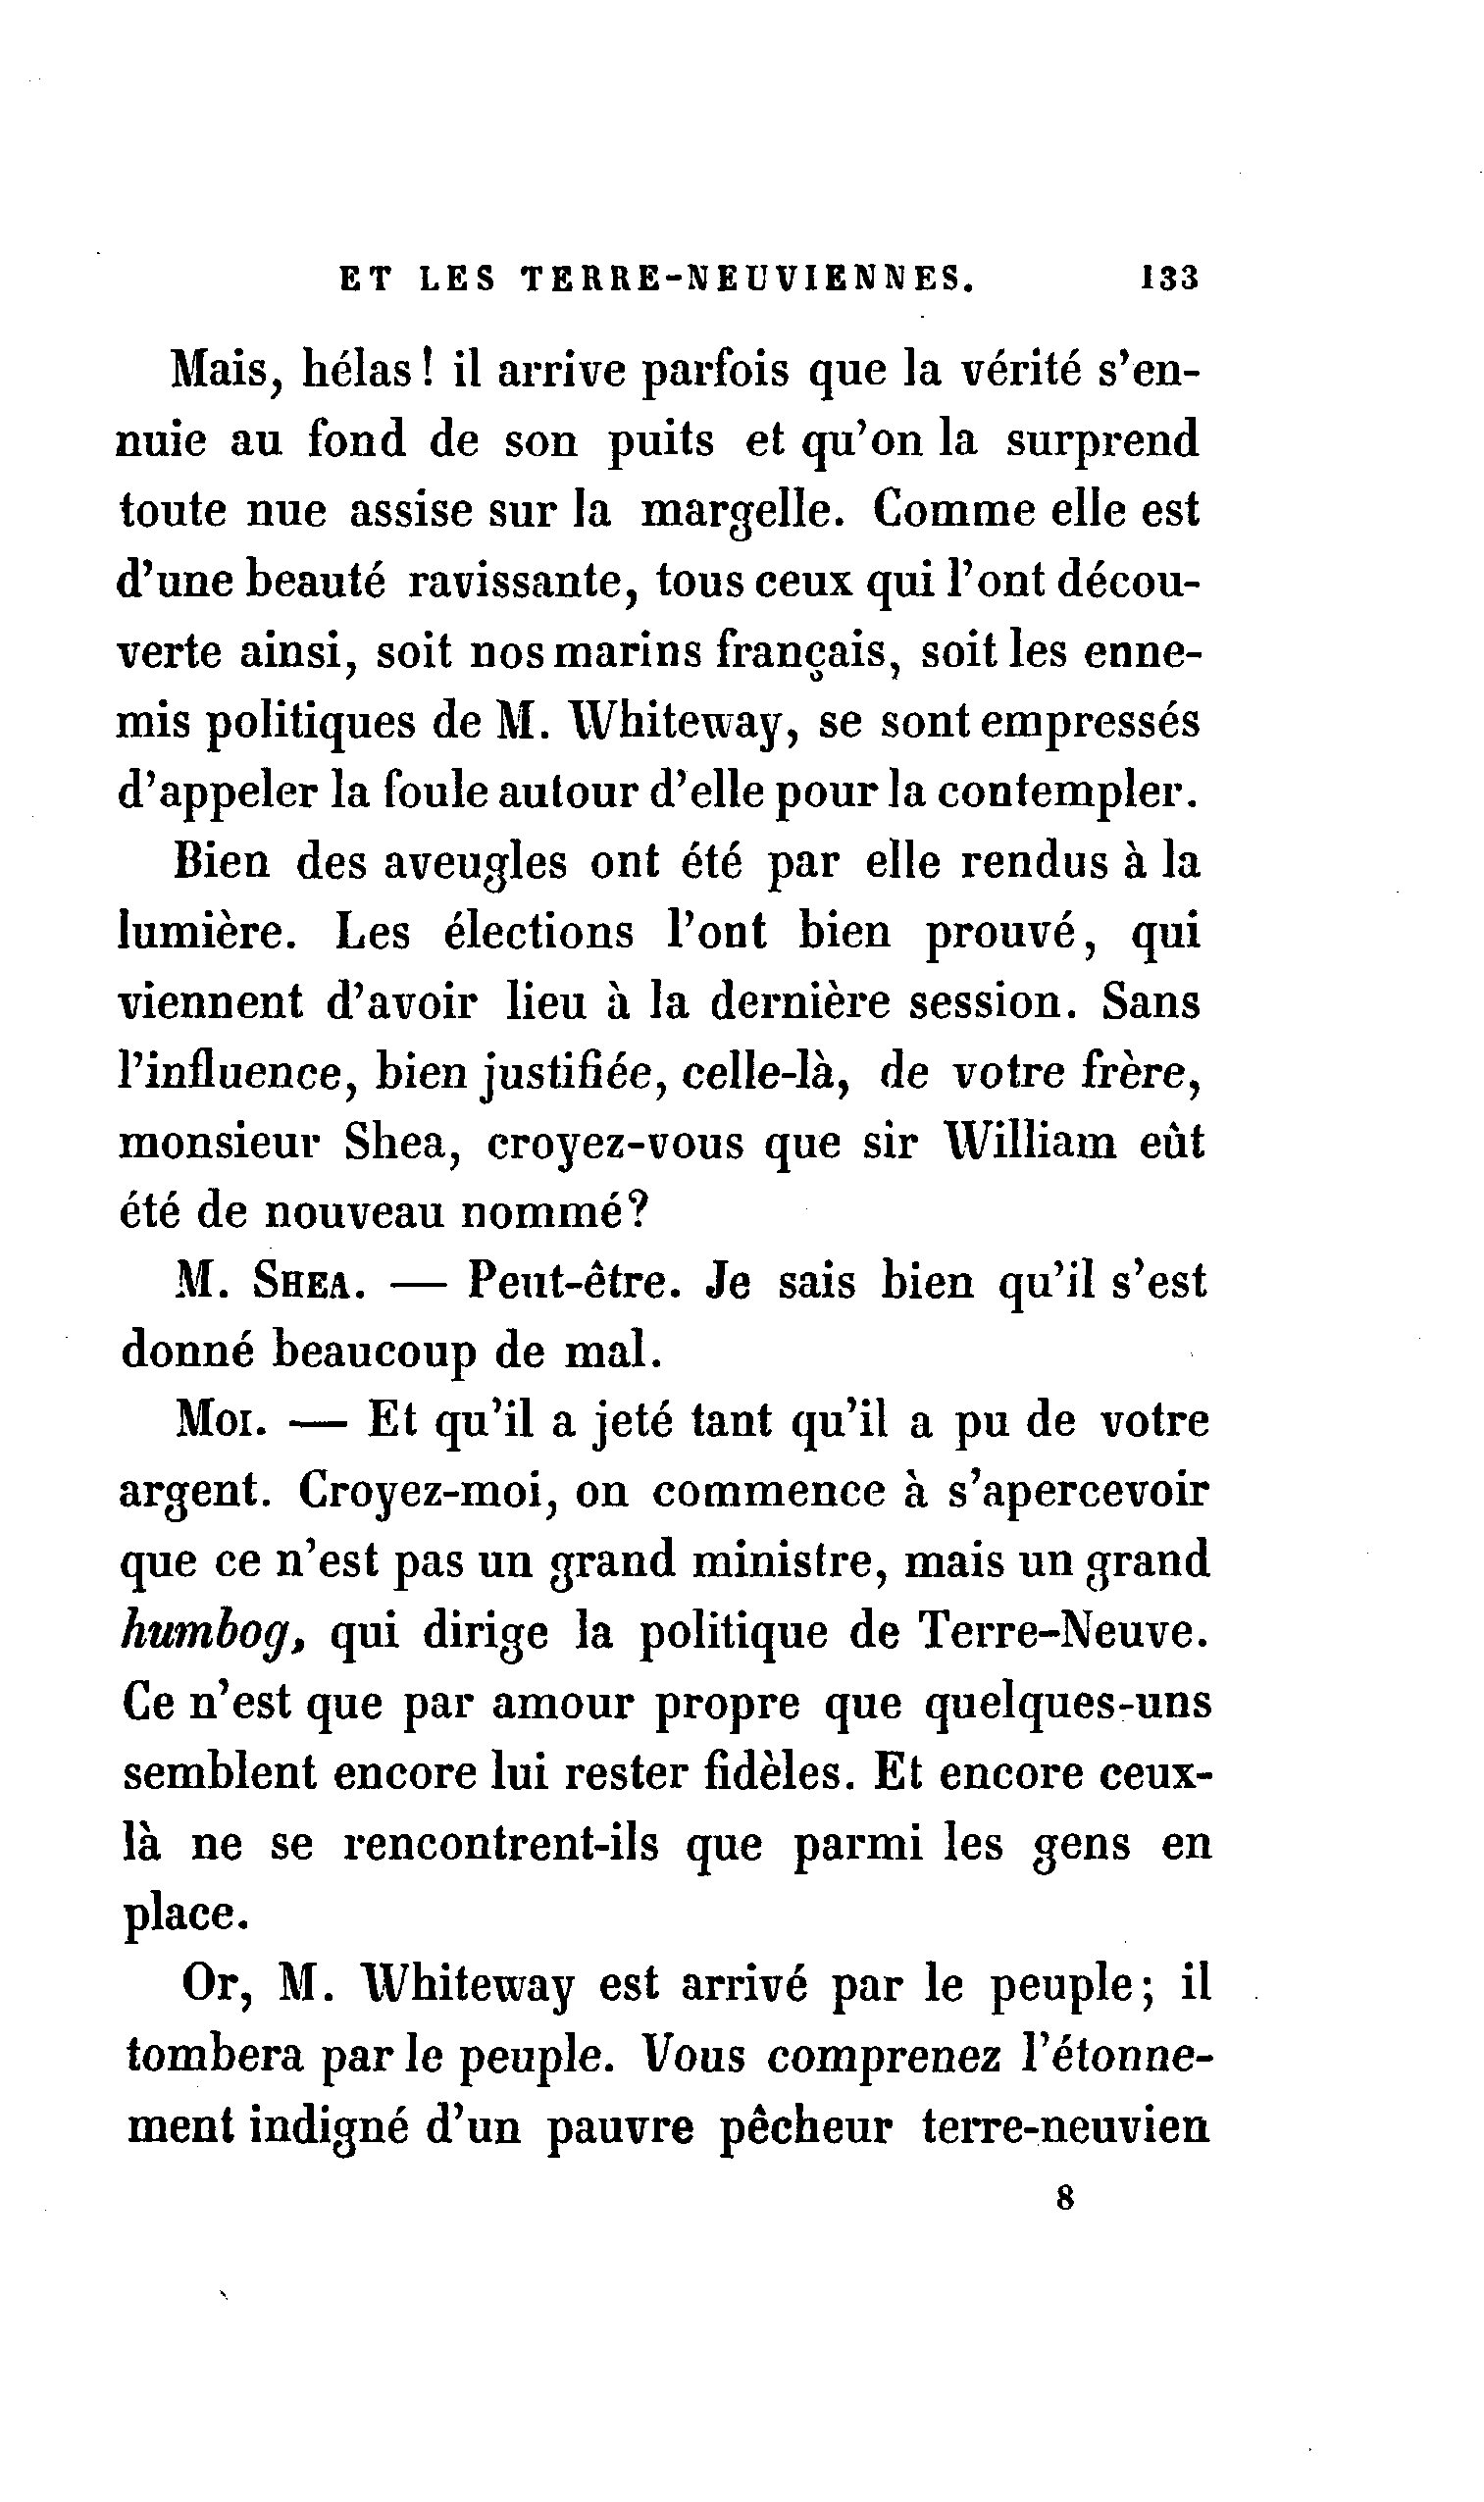 ET LES TERRE-NEUVIENNES. 133
Mais, hélas ! il arrive parfois que la vérité s'en-
nuie au fond de son puits et qu'on la surprend
toute nue assise sur la margelle. Comme elle est
d'une beauté ravissante, tous ceux qui l'ont décou-
verte ainsi, soit nos marins français, soit les enne-
mis politiques de M. Whiteway, se sont empressés
d'appeler la foule autour d'elle pour la contempler.
Bien des aveugles ont été par elle rendus à la
lumière. Les élections l'ont bien prouvé, qui
viennent d'avoir lieu à la dernière session. Sans
l'influence, bien justifiée, celle-là, de votre frère,
monsieur Shea, croyez-vous que sir William eût
été de nouveau nommé?
M. SHEA. — Peut-être. Je sais bien qu'il s'est
donné beaucoup de mal.
MOI. — Et qu'il a jeté tant qu'il a pu de votre
argent. Croyez-moi, on commence à s'apercevoir
que ce n'est pas un grand ministre, mais un grand
humbog, qui dirige la politique de Terre-Neuve.
Ce n'est que par amour propre que quelques-uns
semblent encore lui rester fidèles. Et encore ceux-
là ne se rencontrent-ils que parmi les gens en
place.
Or, M. Whiteway est arrivé par le peuple; il
tombera par le peuple. Vous comprenez l'étonne-
ment indigné d'un pauvre pêcheur terre-neuvien
8